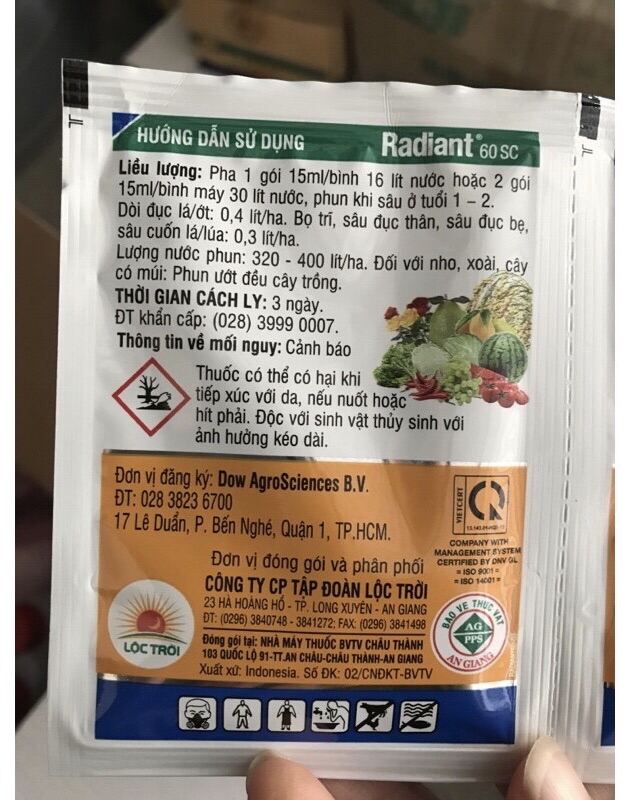 HƯỚNG DẪN SỬ DỤNG Radiant® 60 SC
Liều lượng: Pha 1 gói 15ml/bình 16 lít nước hoặc 2 gói
15ml/bình máy 30 lít nước, phun khi sâu ở tuổi 1 – 2.
Dòi đục lá/ớt: 0,4 lít/ha. Bọ trĩ, sâu đục thân, sâu đục bẹ,
sâu cuốn lá/lúa: 0,3 lít/ha.
Lượng nước phun: 320 - 400 lít/ha. Đối với nho, xoài, cây
có múi: Phun ướt đều cây trồng.
THỜI GIAN CÁCH LY: 3 ngày.
ĐT khẩn cấp: (028) 3999 0007.
Thông tin về mối nguy: Cảnh báo
Thuốc có thể có hại khi
tiếp xúc với da, nếu nuốt hoặc
hít phải. Độc với sinh vật thủy sinh với
ảnh hưởng kéo dài.
Đơn vị đăng ký: Dow AgroSciences B.V.
ĐT: 028 3823 6700
17 Lê Duẩn, P. Bến Nghé, Quận 1, TP.HCM.
VIETCERT
COMPANY WITH
MANAGEMENT SYSTEM
CERTIFIED BY DNV GL
= ISO 9001 =
= ISO 14001 =
Đơn vị đóng gói và phân phối
CÔNG TY CP TẬP ĐOÀN LỘC TRỜI
23 HÀ HOÀNG HỔ - TP. LONG XUYÊN - AN GIANG
ĐT: (0296) 3840748 - 3841272; FAX: (0296) 3841498
Đóng gói tại: NHÀ MÁY THUỐC BVTV CHÂU THÀNH
103 QUỐC LỘ 91-TT.AN CHÂU-CHÂU THÀNH-AN GIANG
Xuất xứ: Indonesia. Số ĐK: 02/CNĐKT-BVTV
LỘC TRỜI
BẢO VỆ THỰC VẬT
AG
PPS
AN GIANG